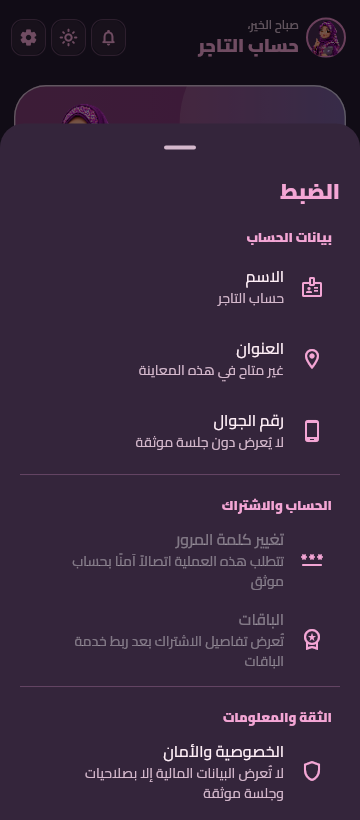 صباح الخير،
حساب التاجر
الضبط
بيانات الحساب
الاسم
حساب التاجر
العنوان
غير متاح في هذه المعاينة
رقم الجوال
لا يُعرض دون جلسة موثقة
الحساب والاشتراك
تغيير كلمة المرور
تتطلب هذه العملية اتصالاً آمنًا بحساب
موثق
الباقات
تُعرض تفاصيل الاشتراك بعد ربط خدمة
الباقات
الثقة والمعلومات
الخصوصية والأمان
لا تُعرض البيانات المالية إلا بصلاحيات
وجلسة موثقة